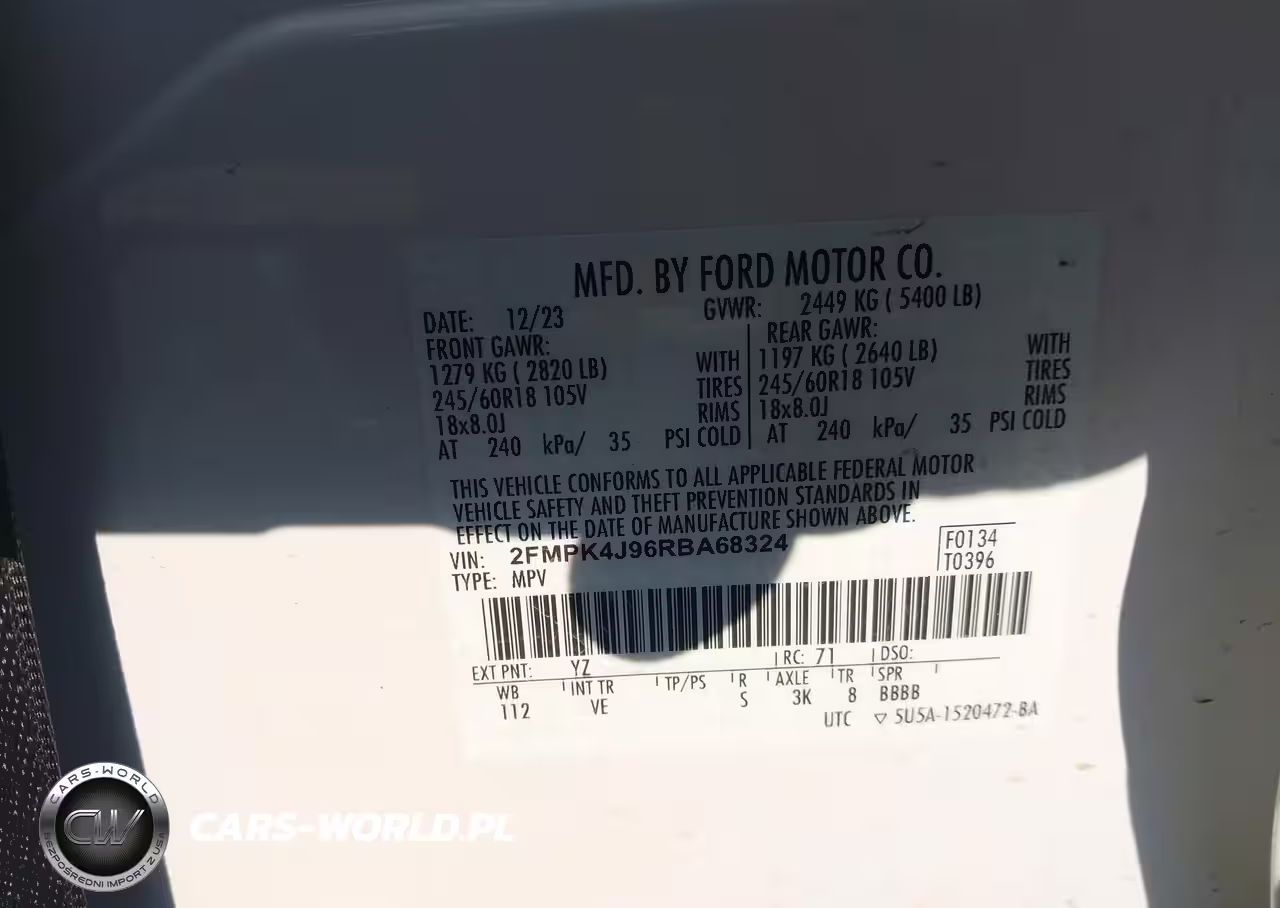 MFD. BY FORD MOTOR CO.
DATE: 12/23 GVWR: 2449 KG ( 5400 LB)
FRONT GAWR: REAR GAWR:
1279 KG ( 2820 LB) WITH 1197 KG ( 2640 LB) WITH
245/60R18 105V TIRES 245/60R18 105V TIRES
18x8.0J RIMS 18x8.0J RIMS
AT 240 kPa/ 35 PSI COLD AT 240 kPa/ 35 PSI COLD
THIS VEHICLE CONFORMS TO ALL APPLICABLE FEDERAL MOTOR
VEHICLE SAFETY AND THEFT PREVENTION STANDARDS IN
EFFECT ON THE DATE OF MANUFACTURE SHOWN ABOVE.
VIN: 2FMPK4J96RBA68324 F0134
TYPE: MPV T0396
EXT PNT: YZ RC: 71 DSO:
WB INT TR TP/PS R AXLE TR SPR
112 VE S 3K 8 BBBB
UTC ▽ 5U5A-1520472-BA
CARS-WORLD
CW
BEZPOŚREDNI IMPORT Z USA
CARS-WORLD.PL